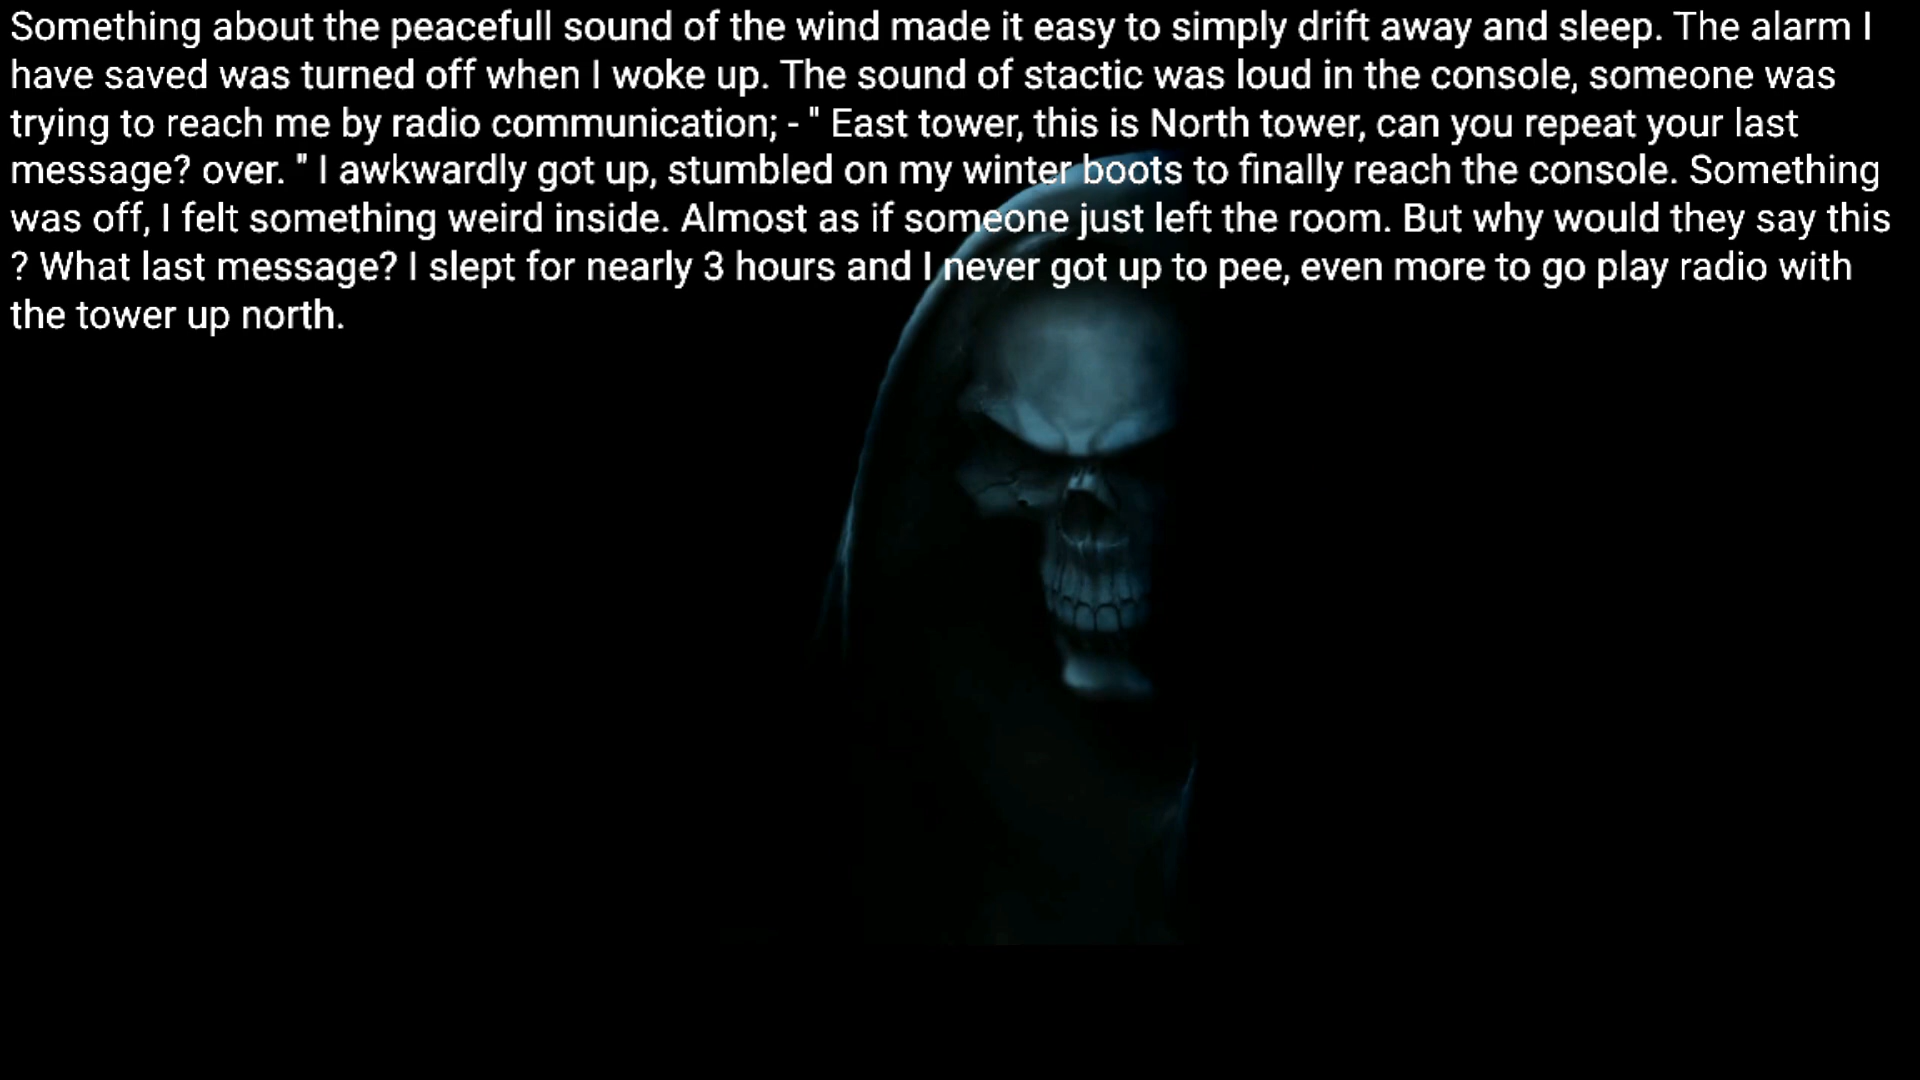 Something about the peacefull sound of the wind made it easy to simply drift away and sleep. The alarm I
have saved was turned off when I woke up. The sound of stactic was loud in the console, someone was
trying to reach me by radio communication; - " East tower, this is North tower, can you repeat your last
message? over. " I awkwardly got up, stumbled on my winter boots to finally reach the console. Something
was off, I felt something weird inside. Almost as if someone just left the room. But why would they say this
? What last message? I slept for nearly 3 hours and I never got up to pee, even more to go play radio with
the tower up north.